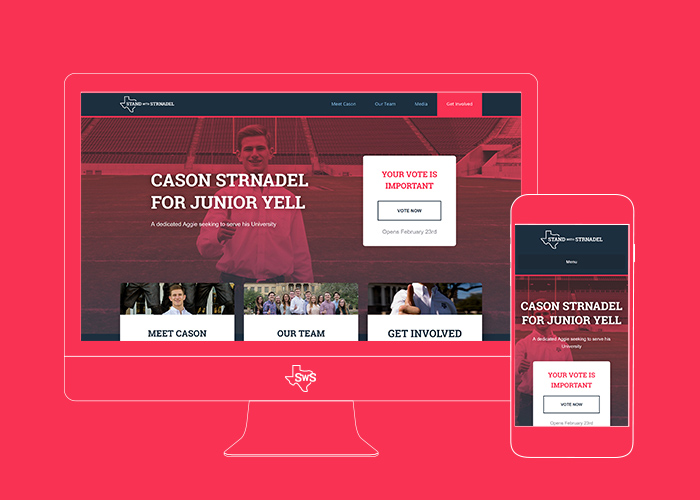 STAND WITH STRNADEL
Meet Cason
Our Team
Media
Get Involved
CASON STRNADEL
FOR JUNIOR YELL
A dedicated Aggie seeking to serve his University
YOUR VOTE IS
IMPORTANT
VOTE NOW
Opens February 23rd
MEET CASON
OUR TEAM
GET INVOLVED
SWS
STAND WITH STRNADEL
Menu
CASON STRNADEL
FOR JUNIOR YELL
A dedicated Aggie seeking to serve his
University
YOUR VOTE IS
IMPORTANT
VOTE NOW
Opens February 23rd